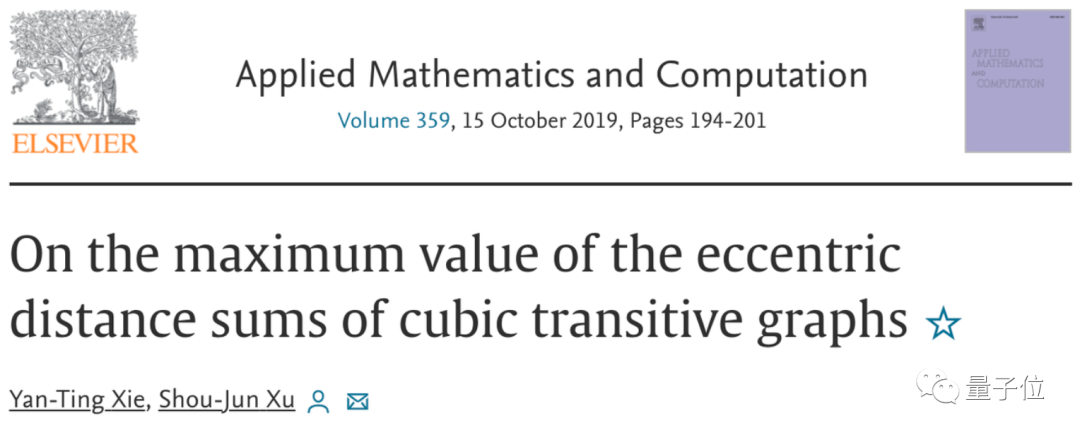 ELSEVIER
Applied Mathematics and Computation
Volume 359, 15 October 2019, Pages 194-201
APPLIED
MATHEMATICS
AND
COMPUTATION
On the maximum value of the eccentric
distance sums of cubic transitive graphs ☆
Yan-Ting Xie, Shou-Jun Xu
量子位